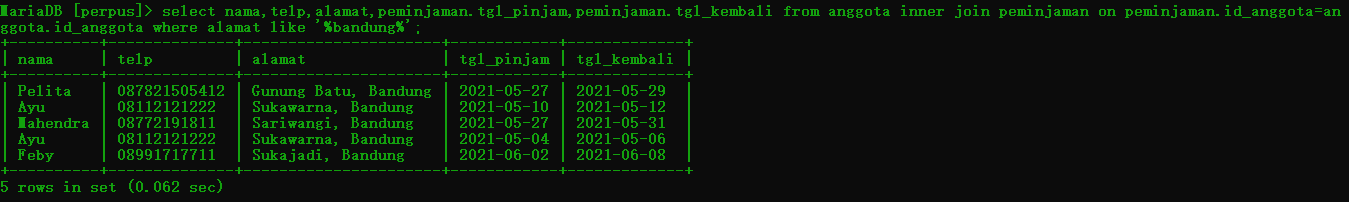 MariaDB [perpus]> select nama,telp,alamat,peminjaman.tgl_pinjam,peminjaman.tgl_kembali from anggota inner join peminjaman on peminjaman.id_anggota=an
ggota.id_anggota where alamat like '%bandung%';
+----------+--------------+----------------------+------------+-------------+
| nama     | telp         | alamat               | tgl_pinjam | tgl_kembali |
+----------+--------------+----------------------+------------+-------------+
| Pelita   | 087821505412 | Gunung Batu, Bandung | 2021-05-27 | 2021-05-29  |
| Ayu      | 08112121222  | Sukawarna, Bandung   | 2021-05-10 | 2021-05-12  |
| Mahendra | 08772191811  | Sariwangi, Bandung   | 2021-05-27 | 2021-05-31  |
| Ayu      | 08112121222  | Sukawarna, Bandung   | 2021-05-04 | 2021-05-06  |
| Feby     | 08991717711  | Sukajadi, Bandung    | 2021-06-02 | 2021-06-08  |
+----------+--------------+----------------------+------------+-------------+
5 rows in set (0.062 sec)